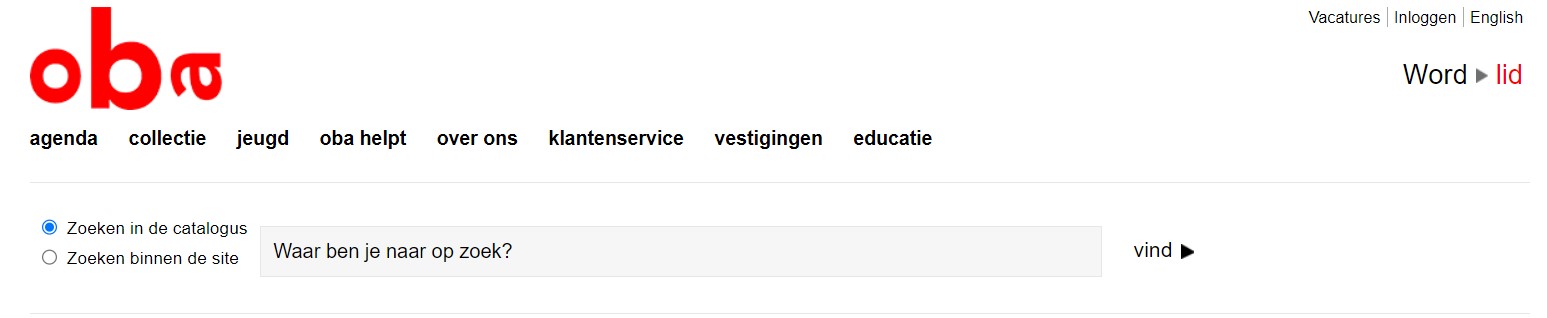 Vacatures Inloggen English
oba
Word lid
agenda collectie jeugd oba helpt over ons klantenservice vestigingen educatie
Zoeken in de catalogus
Zoeken binnen de site
Waar ben je naar op zoek?
vind